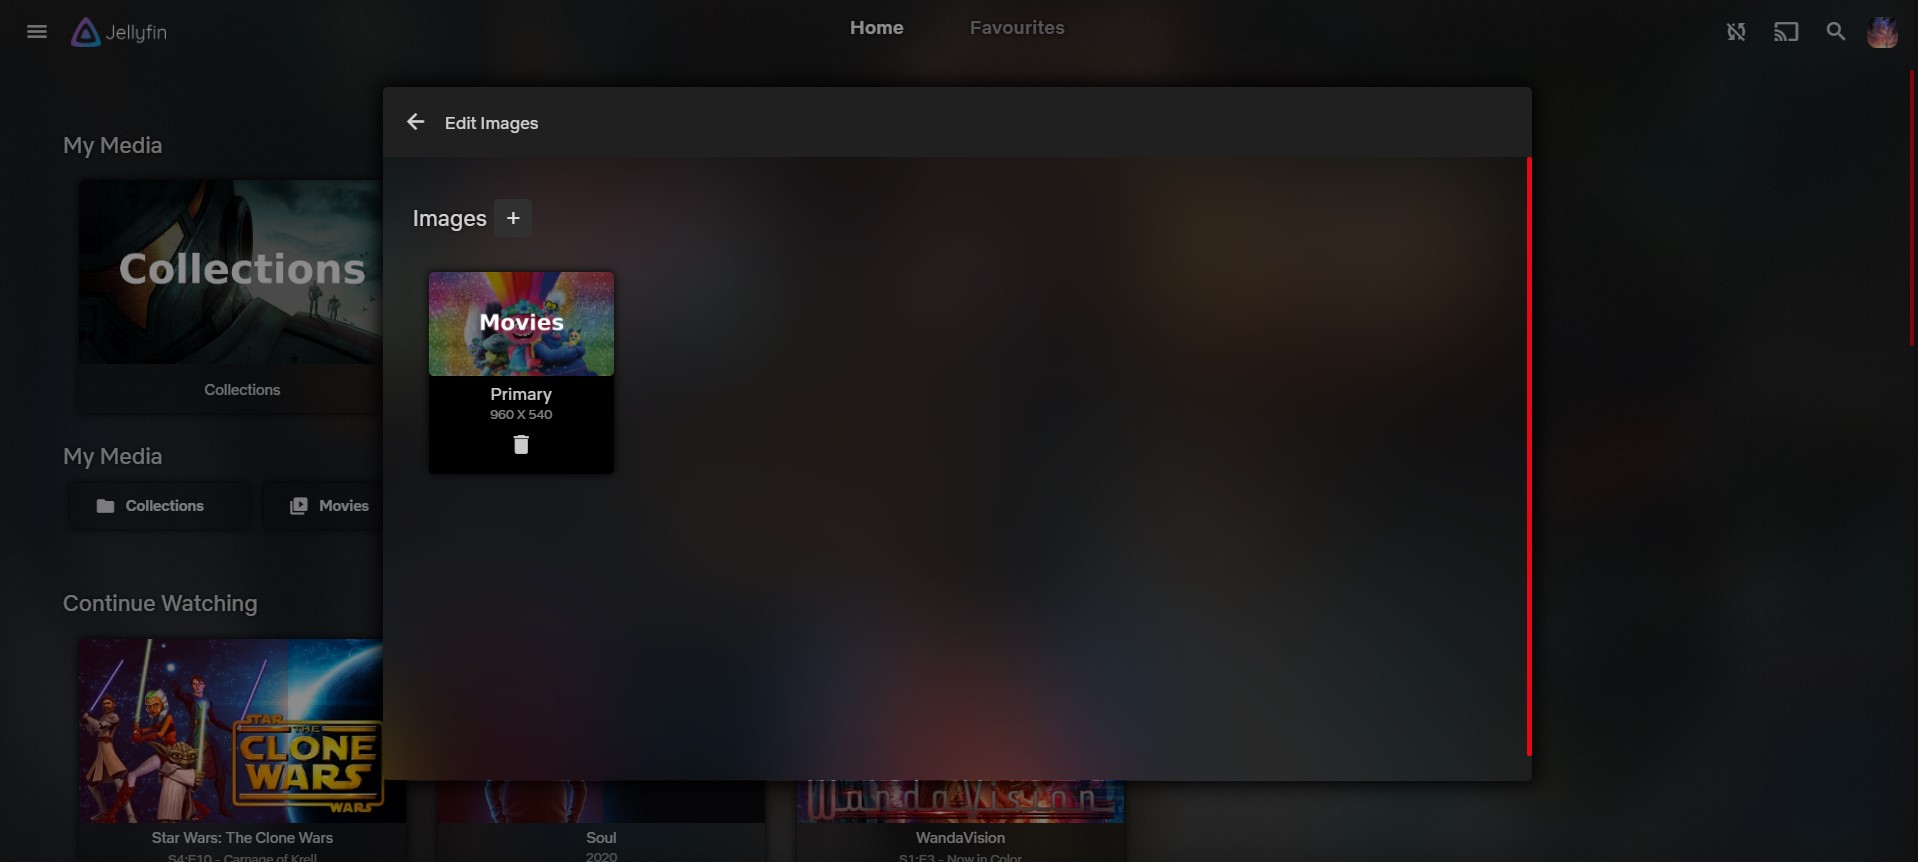 Jellyfin
Home
Favourites
Edit Images
My Media
Images
Collections
Movies
Primary
960 X 540
Collections
My Media
Collections
Movies
Continue Watching
STAR
THE
CLONE
WARS
WARS
WandaVision
Star Wars: The Clone Wars
Soul
WandaVision
S4:E10 - Carnage of Krell
2020
S1:E3 - Now in Color